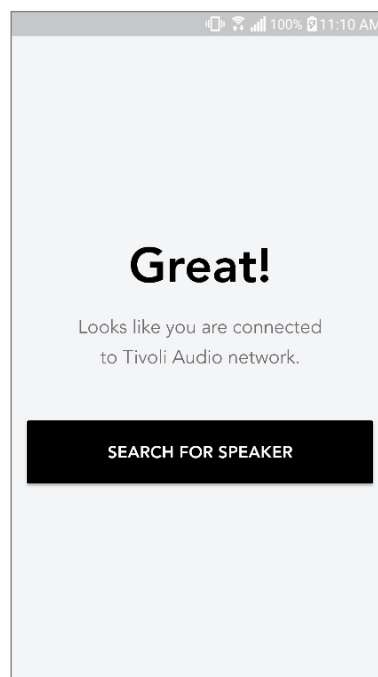 100% 11:10 AM
Great!
Looks like you are connected
to Tivoli Audio network.
SEARCH FOR SPEAKER